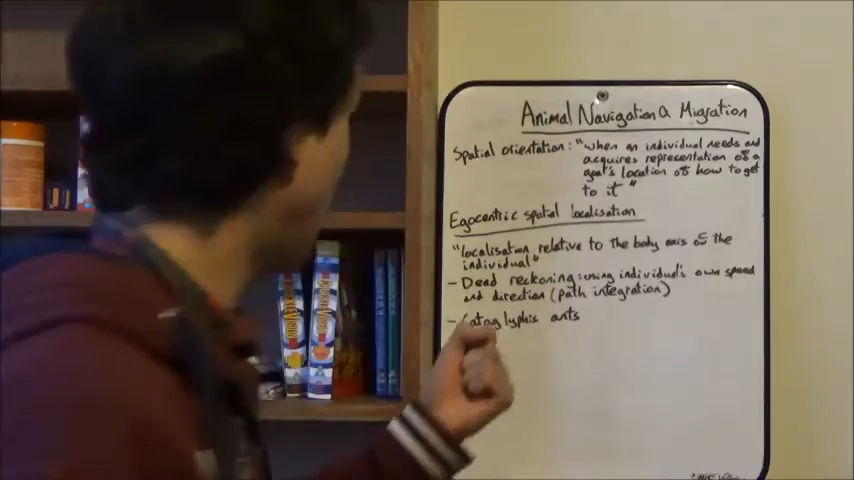 Animal Navigation & Migration
Spatial orientation: "when an individual needs and
acquires representation of a
goal's location of how to get
to it"
Egocentric spatial localisation
"localisation relative to the body axis of the
individual"
- Dead reckoning: using individual's own speed
and direction (path integration)
- Cataglyphis ants